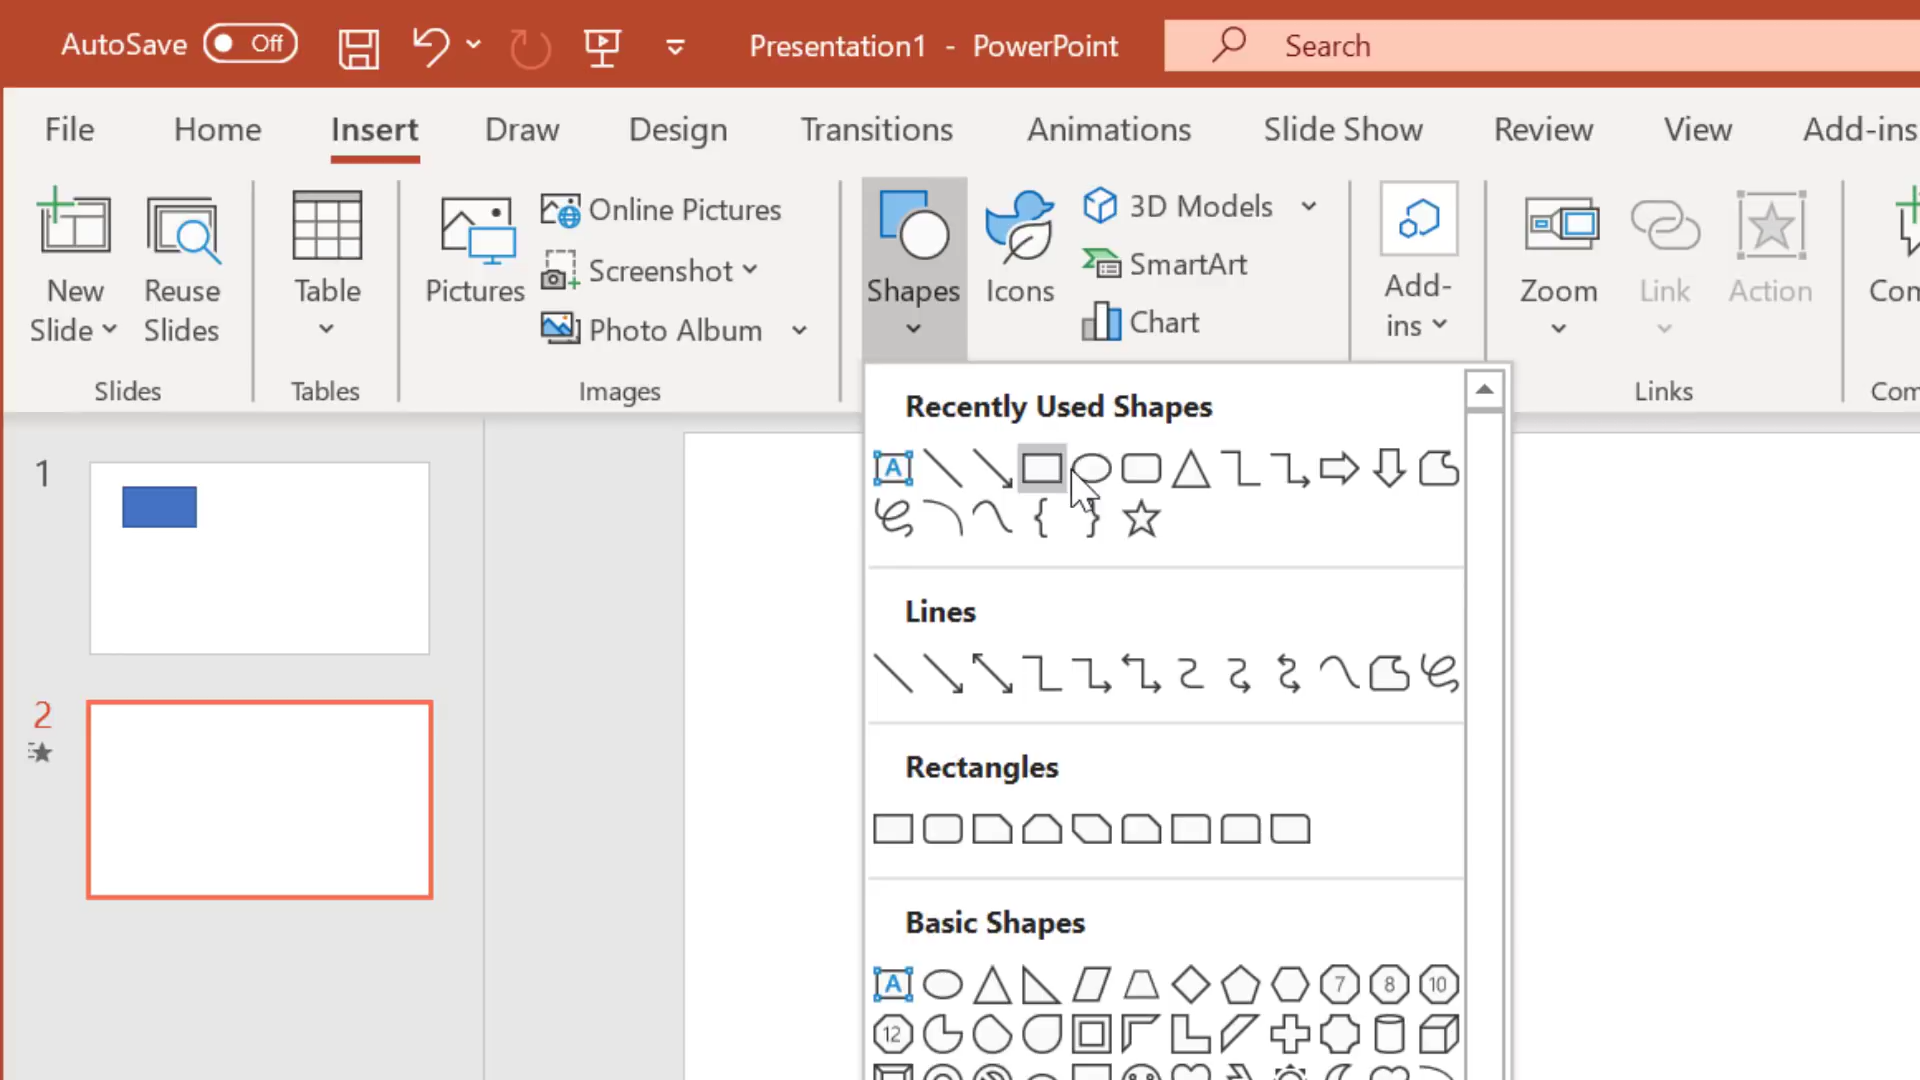 AutoSave Off Presentation1 - PowerPoint Search
File Home Insert Draw Design Transitions Animations Slide Show Review View Add-ins
New Slide
Reuse Slides
Table
Pictures
Online Pictures
Screenshot
Photo Album
Shapes
Icons
3D Models
SmartArt
Chart
Add-ins
Zoom
Link
Action
Com
Slides Tables Images Links Com
Recently Used Shapes
A
{ }
Lines
Rectangles
Basic Shapes
A 7 8 10
12
1
2